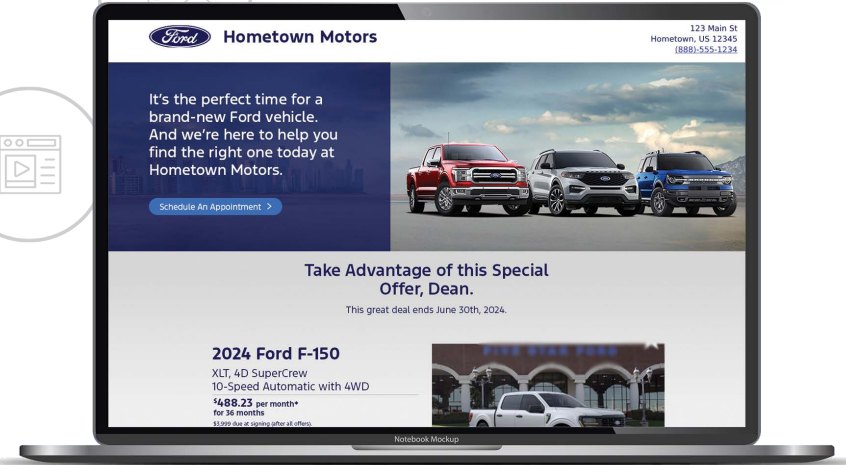 Ford
Hometown Motors
123 Main St
Hometown, US 12345
(888)-555-1234
It's the perfect time for a
brand-new Ford vehicle.
And we're here to help you
find the right one today at
Hometown Motors.
Schedule An Appointment >
Take Advantage of this Special
Offer, Dean.
This great deal ends June 30th, 2024.
2024 Ford F-150
XLT, 4D SuperCrew
10-Speed Automatic with 4WD
$488.23 per month*
for 36 months
$3,999 due at signing (after all offers).
FIVE STAR FORD
Notebook Mockup